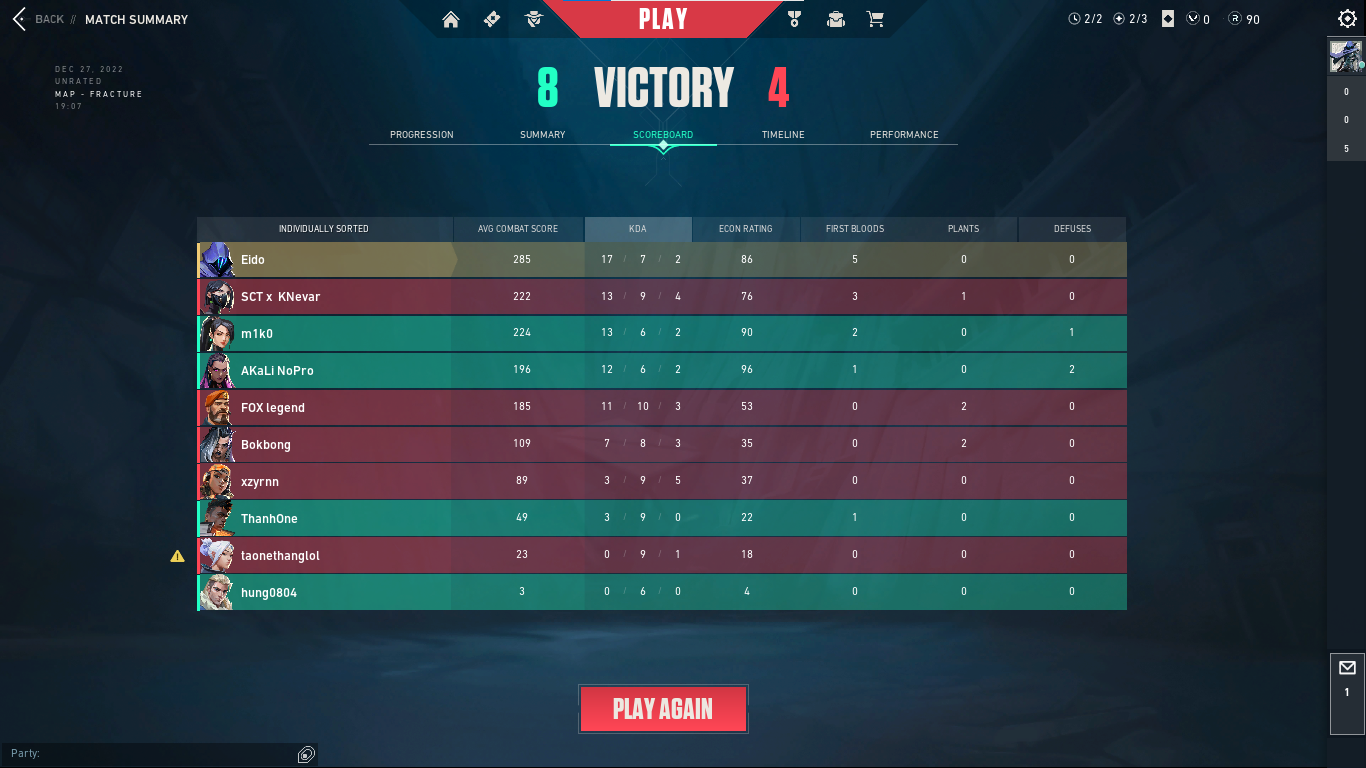 BACK // MATCH SUMMARY
PLAY
2/2 2/3 0 90
DEC 27, 2022
UNRATED
MAP - FRACTURE
19:07
8 VICTORY 4
PROGRESSION SUMMARY SCOREBOARD TIMELINE PERFORMANCE
0
0
5
INDIVIDUALLY SORTED AVG COMBAT SCORE KDA ECON RATING FIRST BLOODS PLANTS DEFUSES
Eido 285 17 / 7 / 2 86 5 0 0
SCT x KNevar 222 13 / 9 / 4 76 3 1 0
m1k0 224 13 / 6 / 2 90 2 0 1
AKaLi NoPro 196 12 / 6 / 2 96 1 0 2
FOX legend 185 11 / 10 / 3 53 0 2 0
Bokbong 109 7 / 8 / 3 35 0 2 0
xzyrnn 89 3 / 9 / 5 37 0 0 0
ThanhOne 49 3 / 9 / 0 22 1 0 0
taonethanglol 23 0 / 9 / 1 18 0 0 0
hung0804 3 0 / 6 / 0 4 0 0 0
1
PLAY AGAIN
Party: